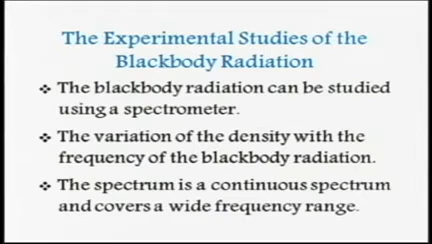 The Experimental Studies of the
Blackbody Radiation
❖ The blackbody radiation can be studied
using a spectrometer.
❖ The variation of the density with the
frequency of the blackbody radiation.
❖ The spectrum is a continuous spectrum
and covers a wide frequency range.